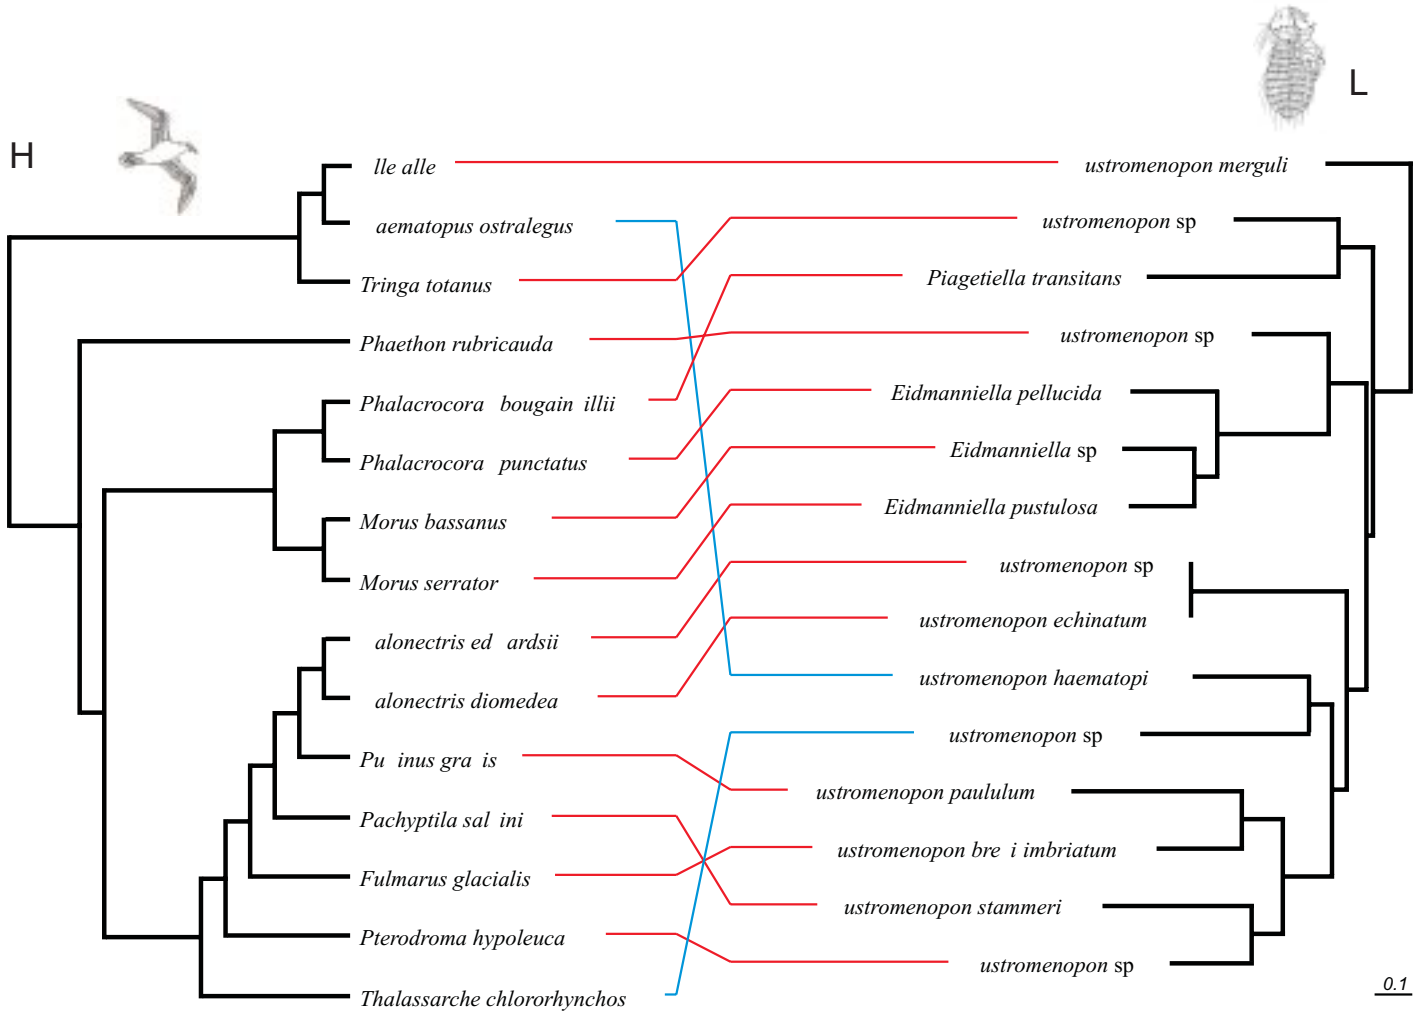 H
L
lle alle
aematopus ostralegus
Tringa totanus
Phaethon rubricauda
Phalacrocora bougain illii
Phalacrocora punctatus
Morus bassanus
Morus serrator
alonectris ed ardsii
alonectris diomedea
Pu inus gra is
Pachyptila sal ini
Fulmarus glacialis
Pterodroma hypoleuca
Thalassarche chlororhynchos
ustromenopon merguli
ustromenopon sp
Piagetiella transitans
ustromenopon sp
Eidmanniella pellucida
Eidmanniella sp
Eidmanniella pustulosa
ustromenopon sp
ustromenopon echinatum
ustromenopon haematopi
ustromenopon sp
ustromenopon paululum
ustromenopon bre i imbriatum
ustromenopon stammeri
ustromenopon sp
0.1